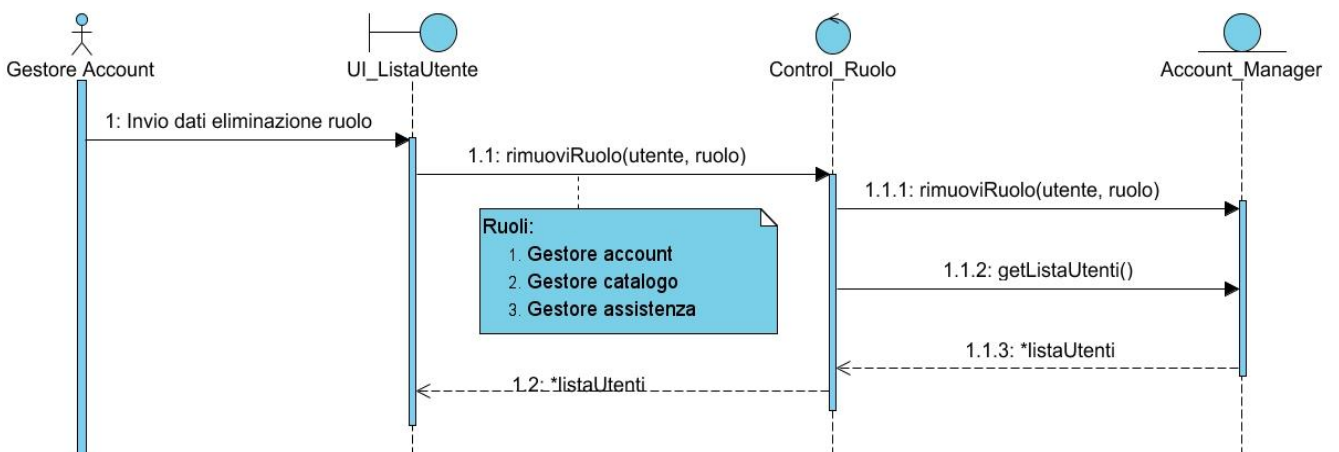 Gestore Account
UI_ListaUtente
Control_Ruolo
Account_Manager
1: Invio dati eliminazione ruolo
1.1: rimuoviRuolo(utente, ruolo)
1.1.1: rimuoviRuolo(utente, ruolo)
Ruoli:
1. Gestore account
2. Gestore catalogo
3. Gestore assistenza
1.1.2: getListaUtenti()
1.1.3: *listaUtenti
1.2: *listaUtenti